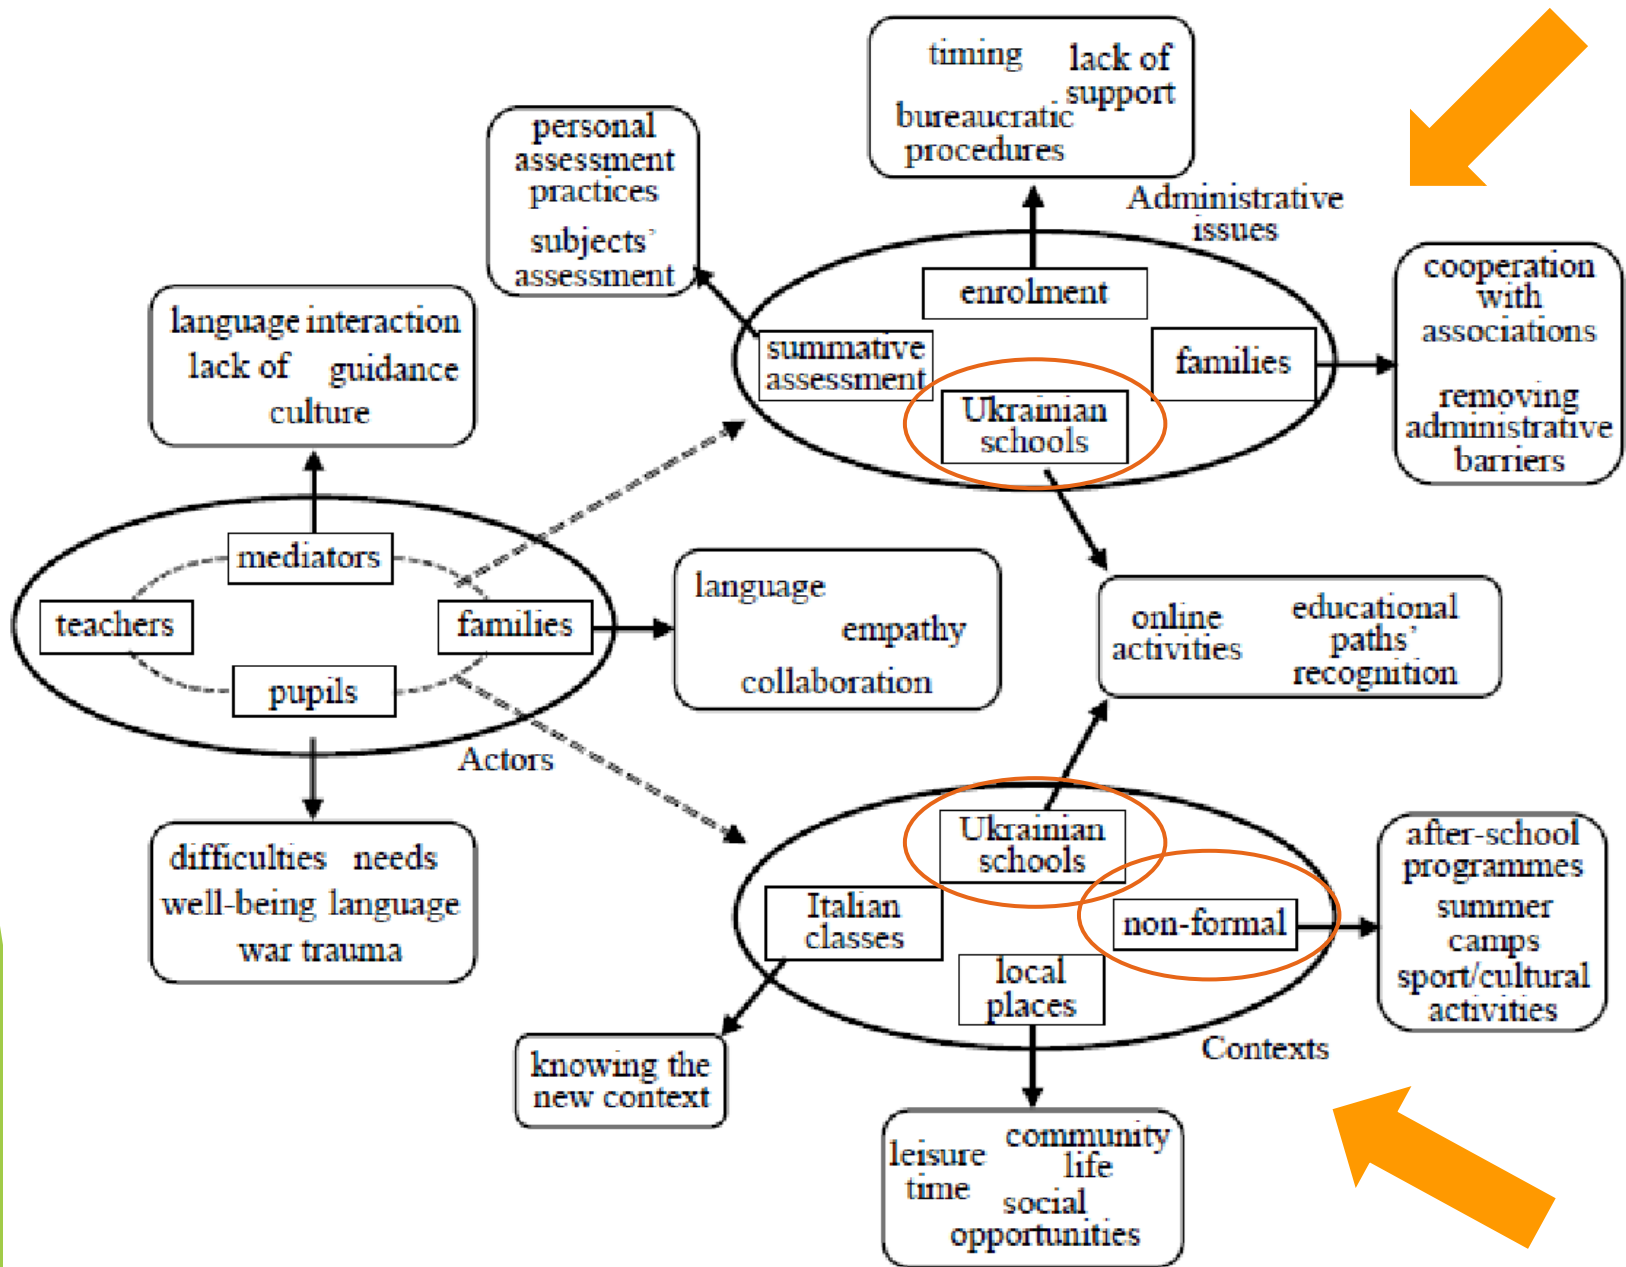 timing
lack of
support
bureaucratic
procedures
personal
assessment
practices
subjects'
assessment
Administrative
issues
enrolment
summative
assessment
families
Ukrainian
schools
cooperation
with
associations
removing
administrative
barriers
language interaction
lack of guidance
culture
mediators
teachers
families
pupils
Actors
language
empathy
collaboration
online
activities
educational
paths'
recognition
difficulties needs
well-being language
war trauma
Ukrainian
schools
Italian
classes
non-formal
local
places
Contexts
after-school
programmes
summer
camps
sport/cultural
activities
knowing the
new context
leisure
time
community
life
social
opportunities